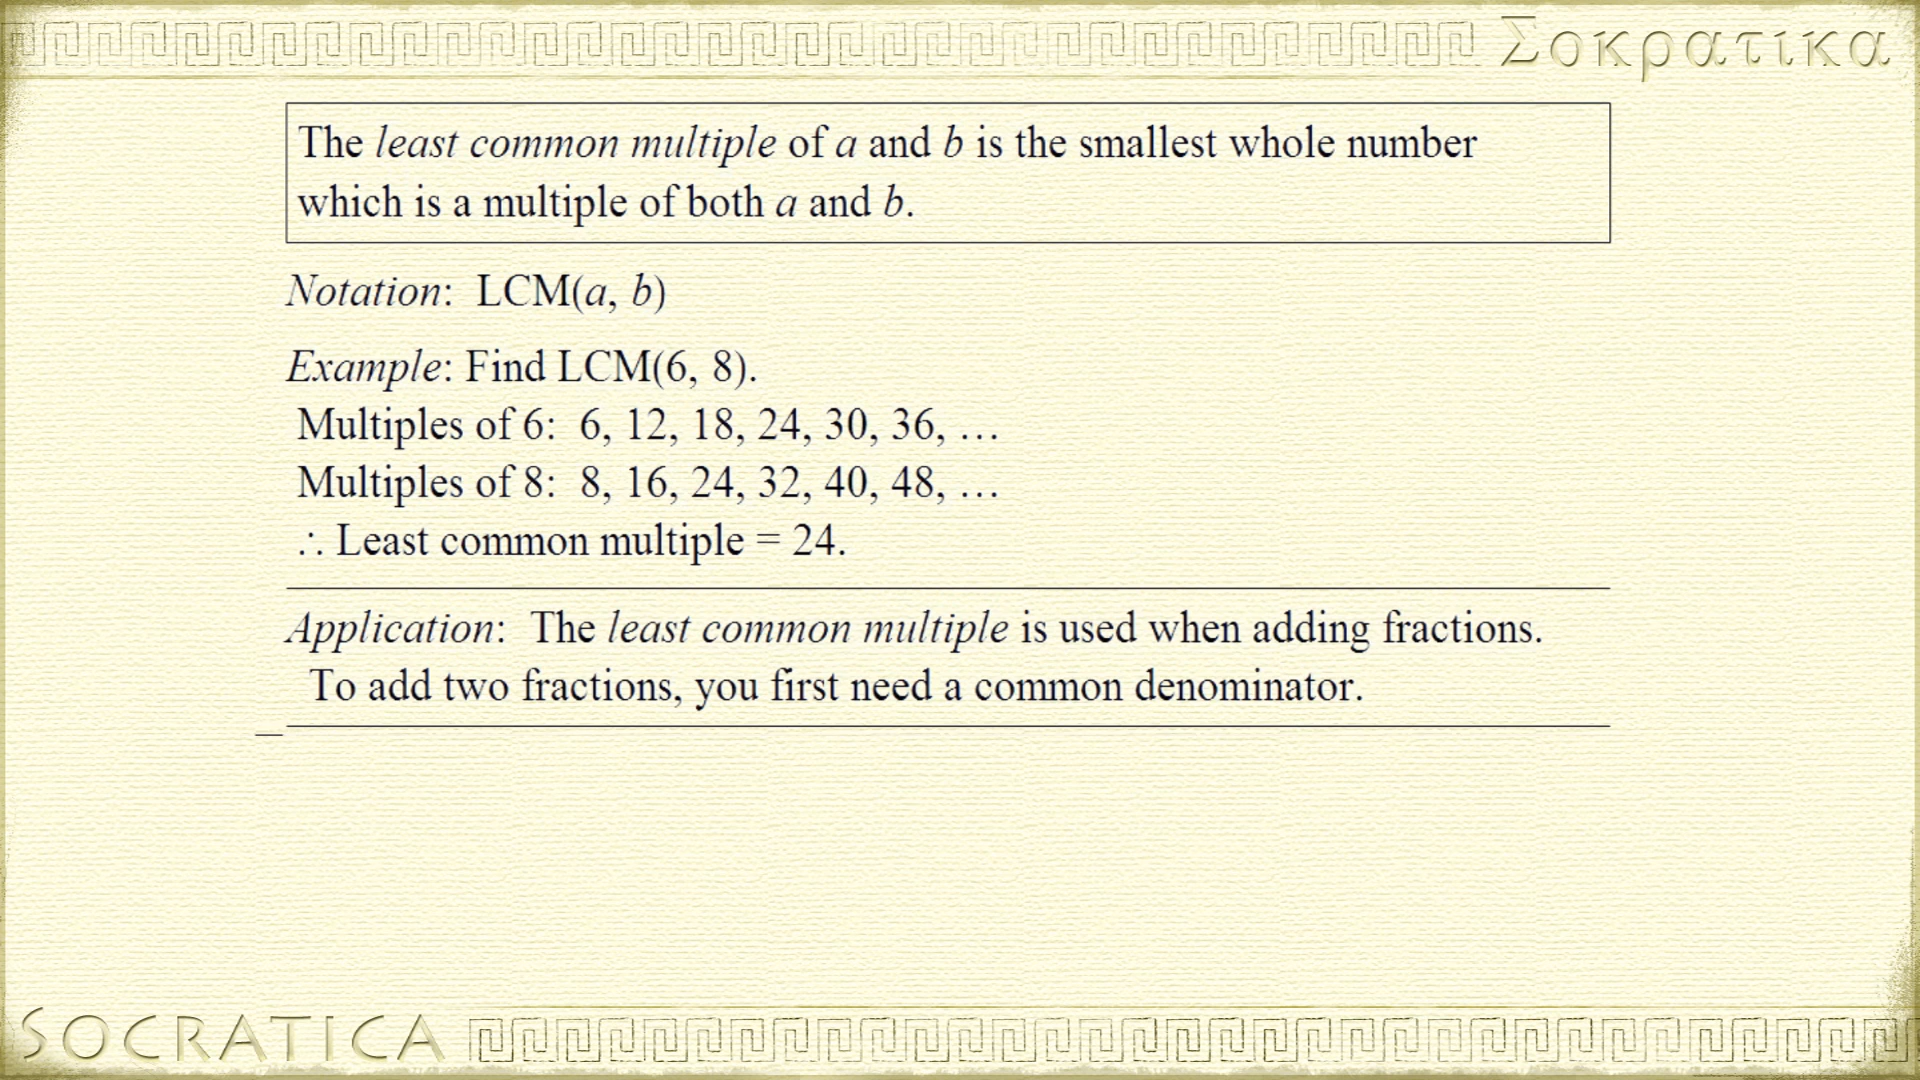 Σοκρατικα
The least common multiple of a and b is the smallest whole number
which is a multiple of both a and b.
Notation: LCM(a, b)
Example: Find LCM(6, 8).
Multiples of 6: 6, 12, 18, 24, 30, 36, …
Multiples of 8: 8, 16, 24, 32, 40, 48, …
∴ Least common multiple = 24.
Application: The least common multiple is used when adding fractions.
To add two fractions, you first need a common denominator.
SOCRATICA